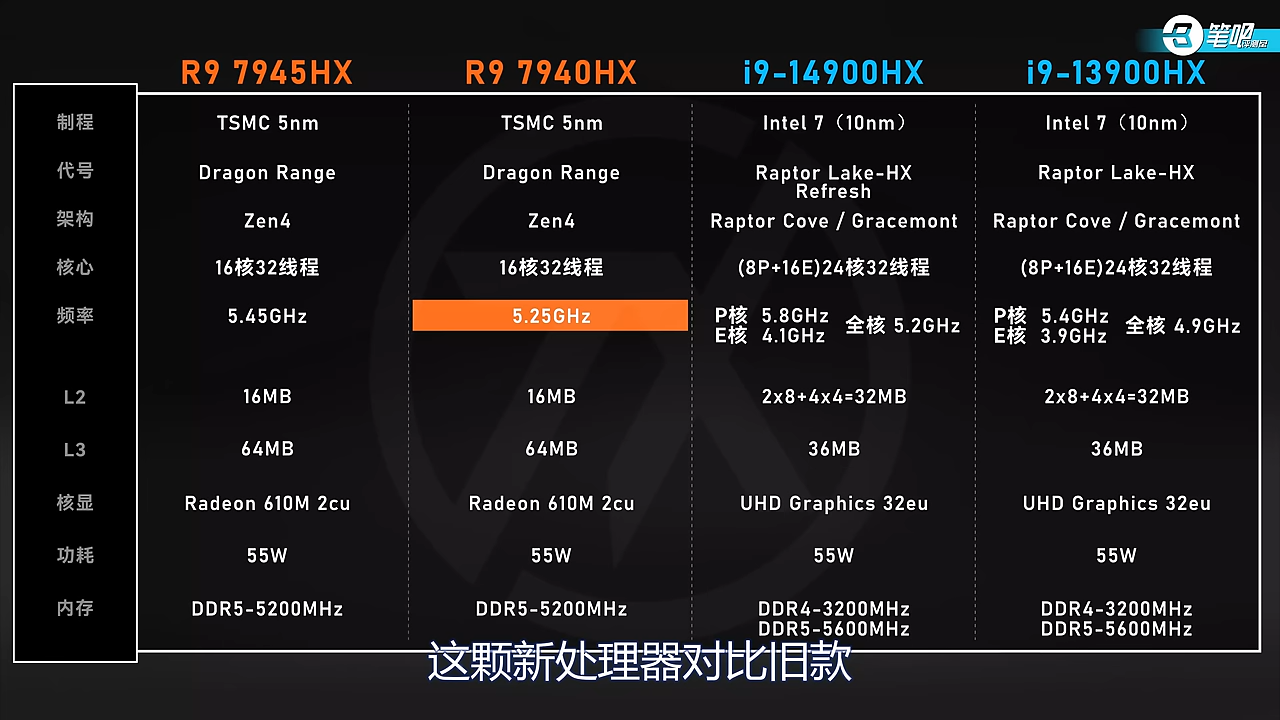 笔吧评测室
R9 7945HX R9 7940HX i9-14900HX i9-13900HX
制程 TSMC 5nm TSMC 5nm Intel 7（10nm） Intel 7（10nm）
代号 Dragon Range Dragon Range Raptor Lake-HX Refresh Raptor Lake-HX
架构 Zen4 Zen4 Raptor Cove / Gracemont Raptor Cove / Gracemont
核心 16核32线程 16核32线程 (8P+16E)24核32线程 (8P+16E)24核32线程
频率 5.45GHz 5.25GHz P核 5.8GHz E核 4.1GHz 全核 5.2GHz P核 5.4GHz E核 3.9GHz 全核 4.9GHz
L2 16MB 16MB 2x8+4x4=32MB 2x8+4x4=32MB
L3 64MB 64MB 36MB 36MB
核显 Radeon 610M 2cu Radeon 610M 2cu UHD Graphics 32eu UHD Graphics 32eu
功耗 55W 55W 55W 55W
内存 DDR5-5200MHz DDR5-5200MHz DDR4-3200MHz DDR5-5600MHz DDR4-3200MHz DDR5-5600MHz
这颗新处理器对比旧款